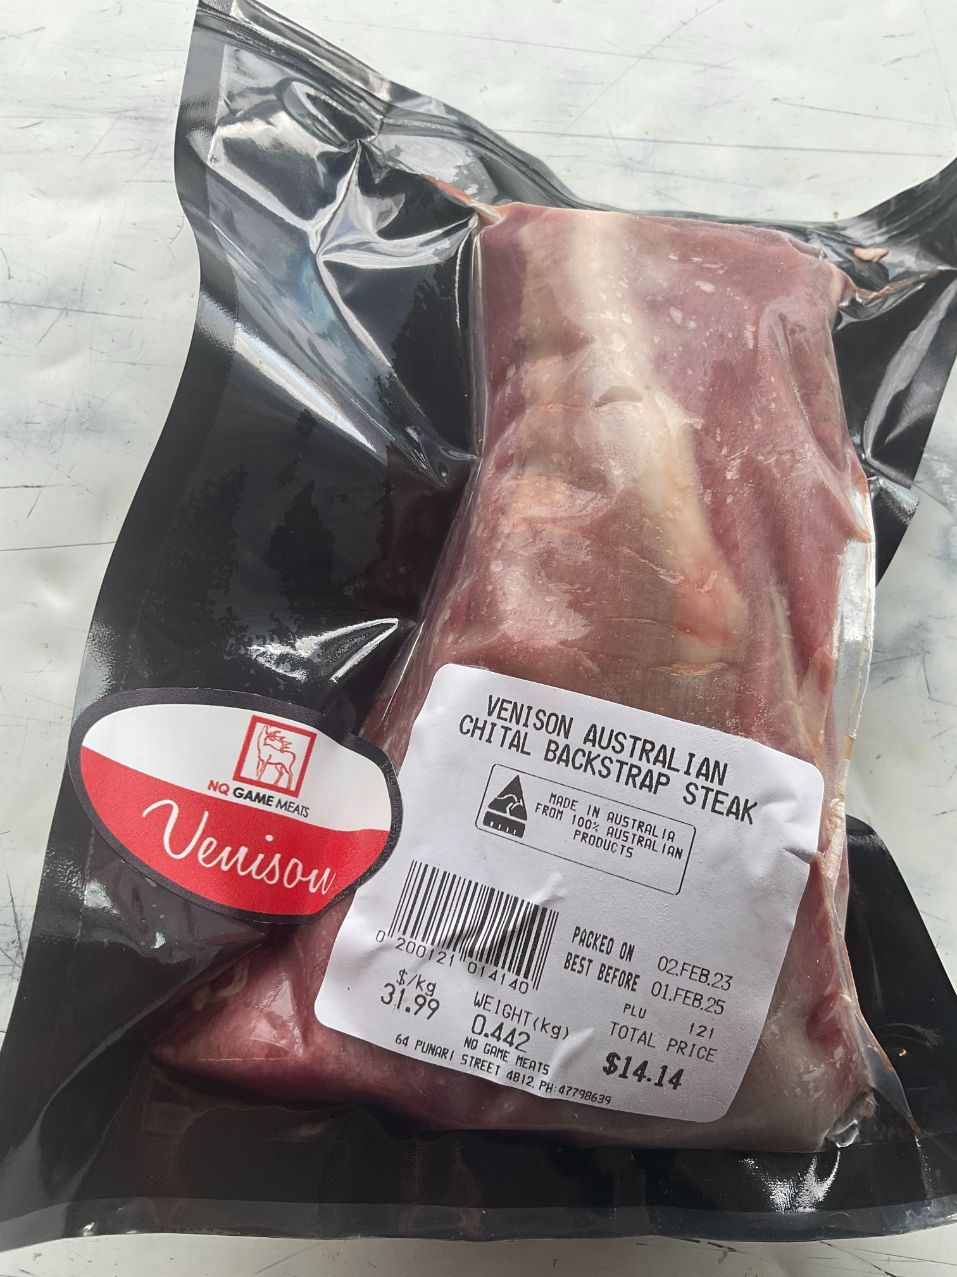 NQ GAME MEATS
Venison
VENISON AUSTRALIAN
CHITAL BACKSTRAP STEAK
MADE IN AUSTRALIA
FROM 100% AUSTRALIAN
PRODUCTS
0 200121 014140
PACKED ON 02.FEB.23
BEST BEFORE 01.FEB.25
PLU 121
$/kg WEIGHT(kg) TOTAL PRICE
31.99 0.442 $14.14
NQ GAME MEATS
64 PUNARI STREET 4812. PH:47798639